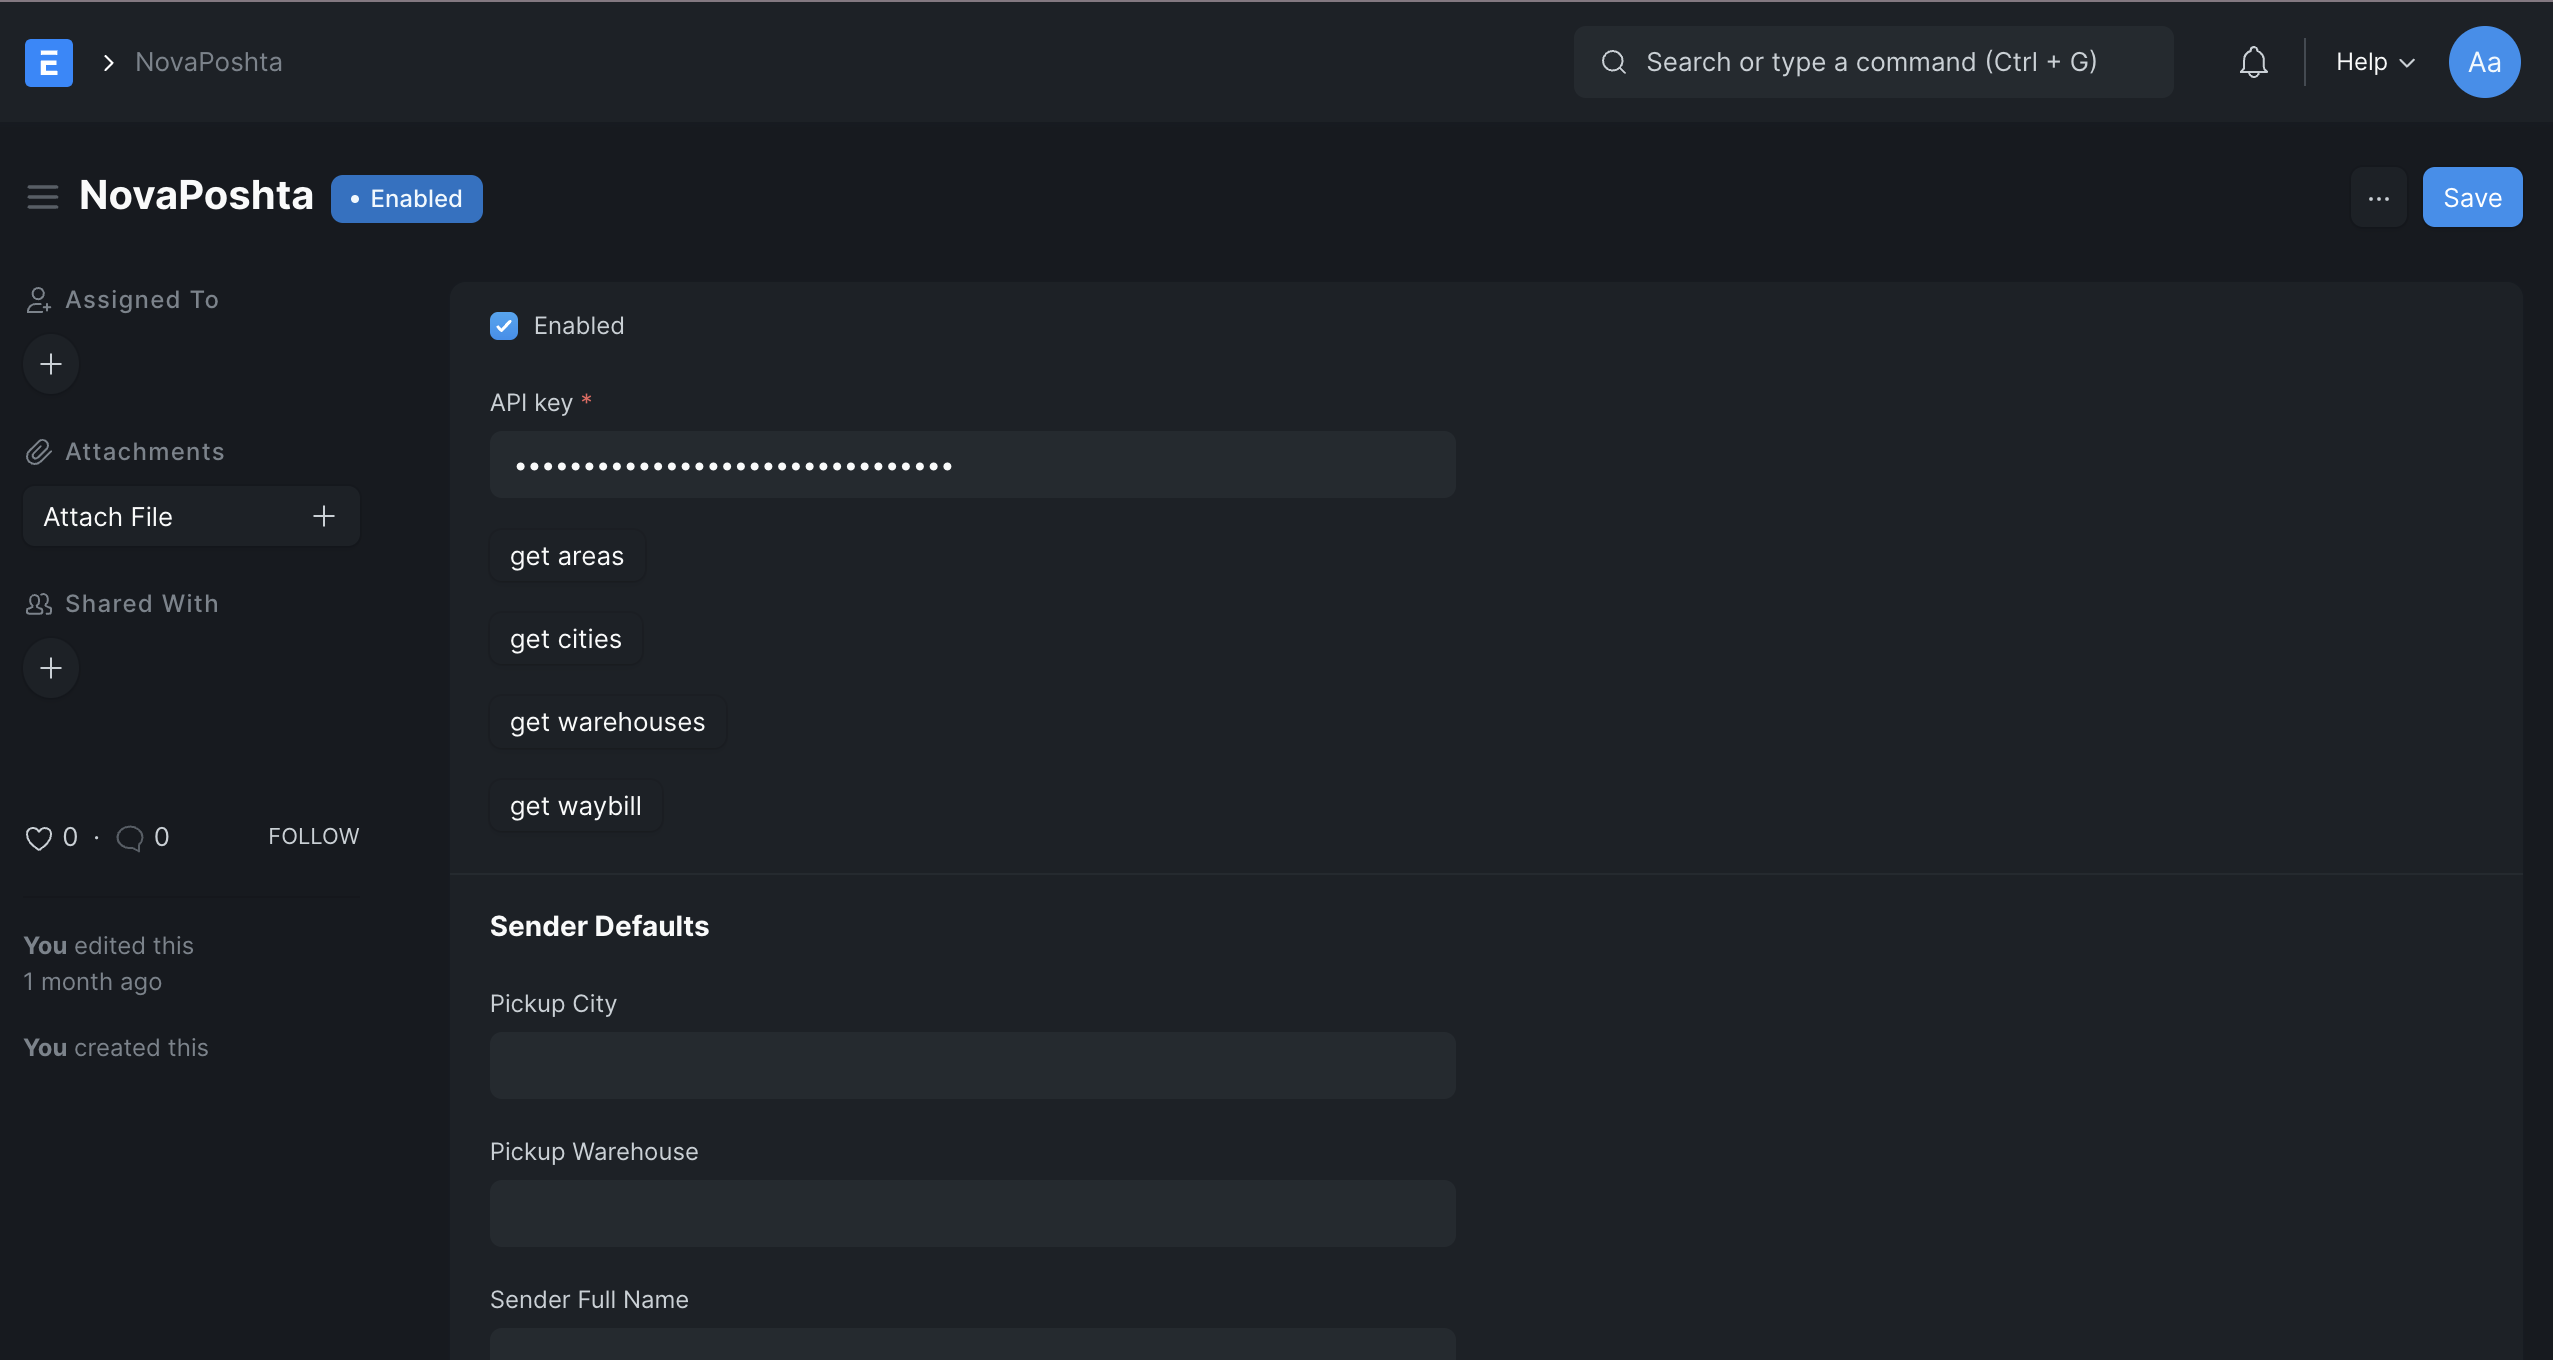 E
NovaPoshta
Search or type a command (Ctrl + G)
Help
Aa
NovaPoshta
Enabled
...
Save
Assigned To
Attachments
Attach File
Shared With
0 · 0
FOLLOW
You edited this
1 month ago
You created this
Enabled
API key *
••••••••••••••••••••••••••••••••
get areas
get cities
get warehouses
get waybill
Sender Defaults
Pickup City
Pickup Warehouse
Sender Full Name